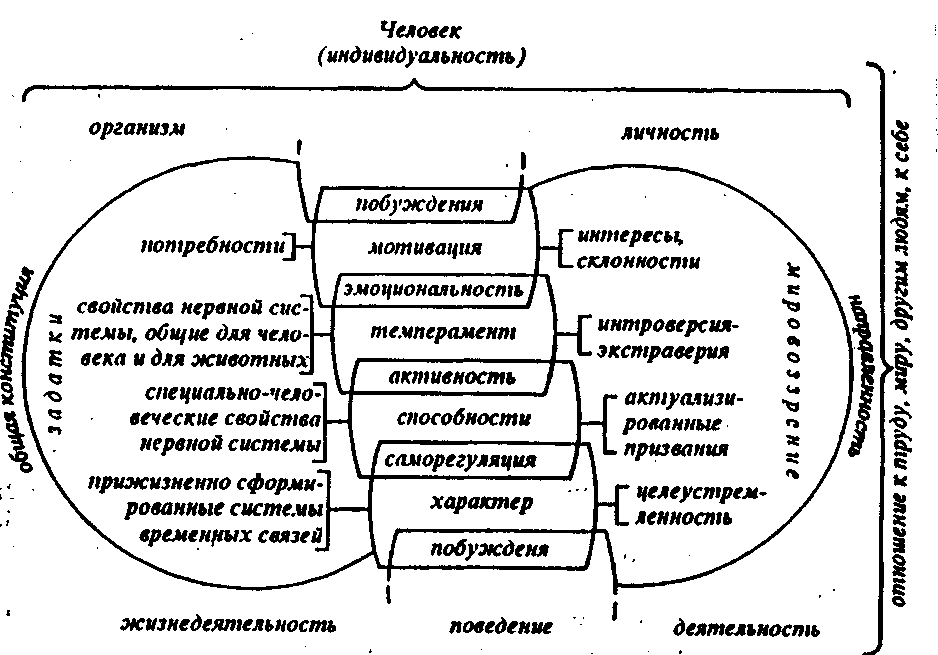 Человек
(индивидуальность)
организм
личность
побуждения
потребности
мотивация
интересы,
склонности
эмоциональность
свойства нервной сис-
темы, общие для чело-
века и для животных
темперамент
интроверсия-
экстраверия
активность
специально-чело-
веческие свойства
нервной системы
способности
актуализи-
рованные
призвания
саморегуляция
прижизненно сформи-
рованные системы
временных связей
характер
целеустрем-
ленность
побужденя
общая конституция
задатки
мировоззрение
направленность
отношение к труду, миру, другим людям, к себе
жизнедеятельность
поведение
деятельность